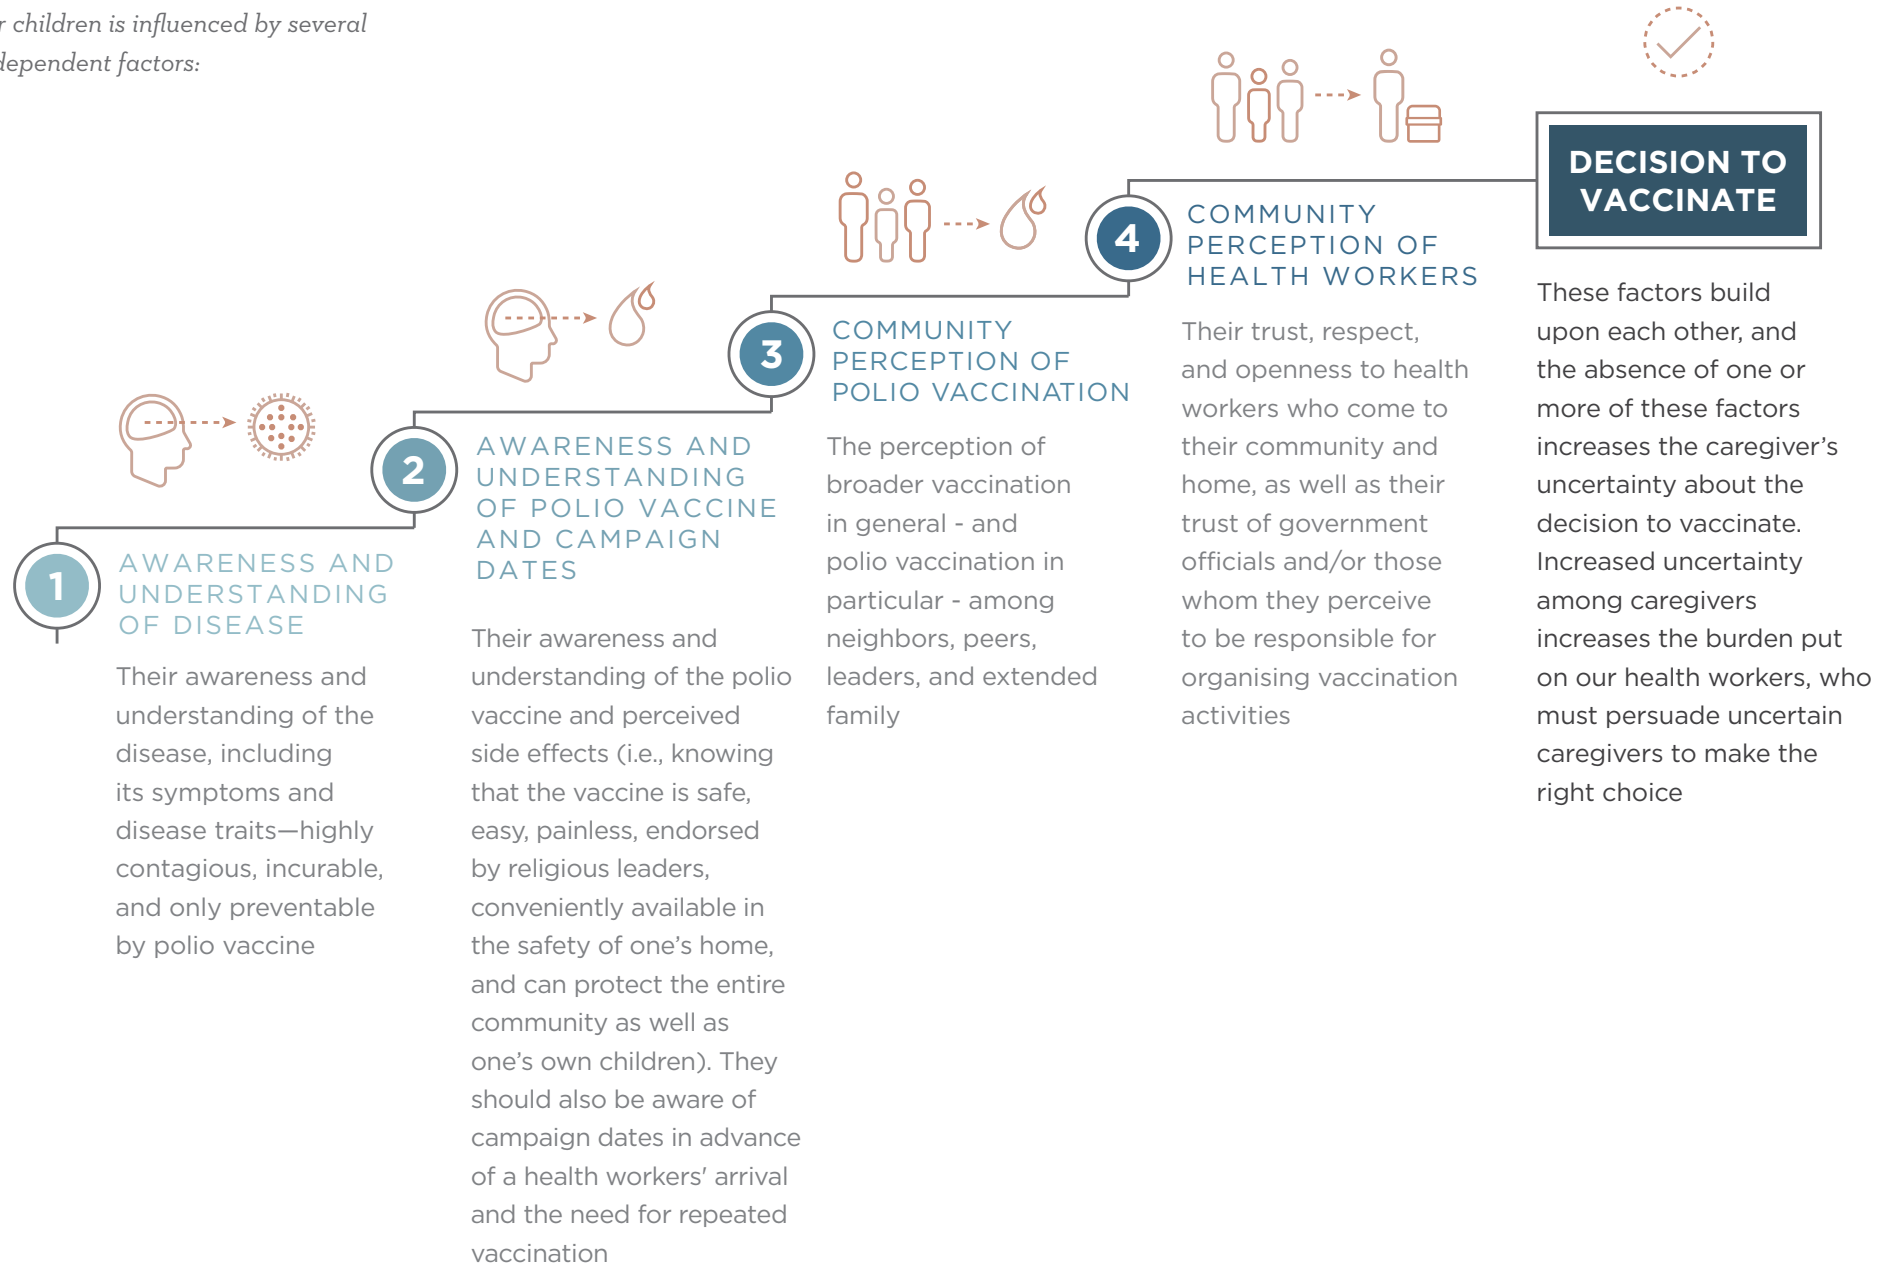 children is influenced by several
factors:
1
AWARENESS AND
UNDERSTANDING
OF DISEASE
Their awareness and
understanding of the
disease, including
its symptoms and
disease traits—highly
contagious, incurable,
and only preventable
by polio vaccine
2
AWARENESS AND
UNDERSTANDING
OF POLIO VACCINE
AND CAMPAIGN
DATES
Their awareness and
understanding of the polio
vaccine and perceived
side effects (i.e., knowing
that the vaccine is safe,
easy, painless, endorsed
by religious leaders,
conveniently available in
the safety of one’s home,
and can protect the entire
community as well as
one’s own children). They
should also be aware of
campaign dates in advance
of a health workers' arrival
and the need for repeated
vaccination
3
COMMUNITY
PERCEPTION OF
POLIO VACCINATION
The perception of
broader vaccination
in general - and
polio vaccination in
particular - among
neighbors, peers,
leaders, and extended
family
4
COMMUNITY
PERCEPTION OF
HEALTH WORKERS
Their trust, respect,
and openness to health
workers who come to
their community and
home, as well as their
trust of government
officials and/or those
whom they perceive
to be responsible for
organising vaccination
activities
DECISION TO
VACCINATE
These factors build
upon each other, and
the absence of one or
more of these factors
increases the caregiver’s
uncertainty about the
decision to vaccinate.
Increased uncertainty
among caregivers
increases the burden put
on our health workers, who
must persuade uncertain
caregivers to make the
right choice